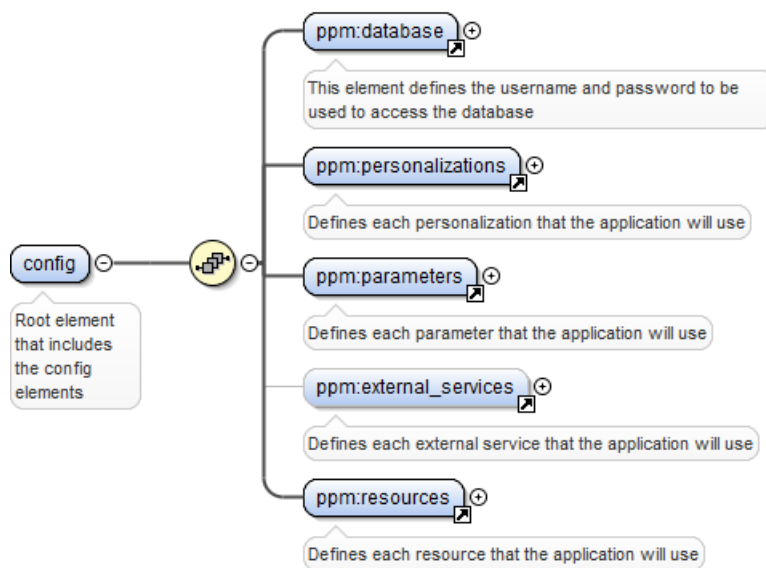 ppm:database
This element defines the username and password to be
used to access the database
ppm:personalizations
Defines each personalization that the application will use
config
Root element
that includes
the config
elements
ppm:parameters
Defines each parameter that the application will use
ppm:external_services
Defines each external service that the application will use
ppm:resources
Defines each resource that the application will use